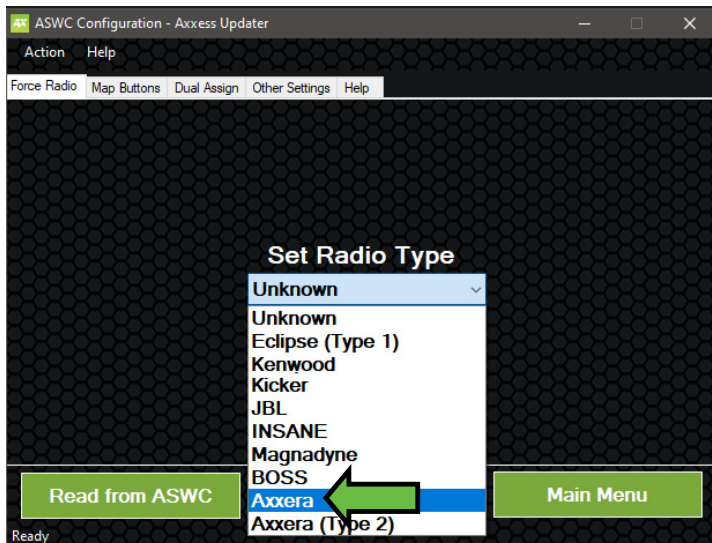 AX ASWC Configuration - Axxess Updater
Action Help
Force Radio Map Buttons Dual Assign Other Settings Help
Set Radio Type
Unknown
Unknown
Eclipse (Type 1)
Kenwood
Kicker
JBL
INSANE
Magnadyne
BOSS
Axxera
Axxera (Type 2)
Read from ASWC
Main Menu
Ready